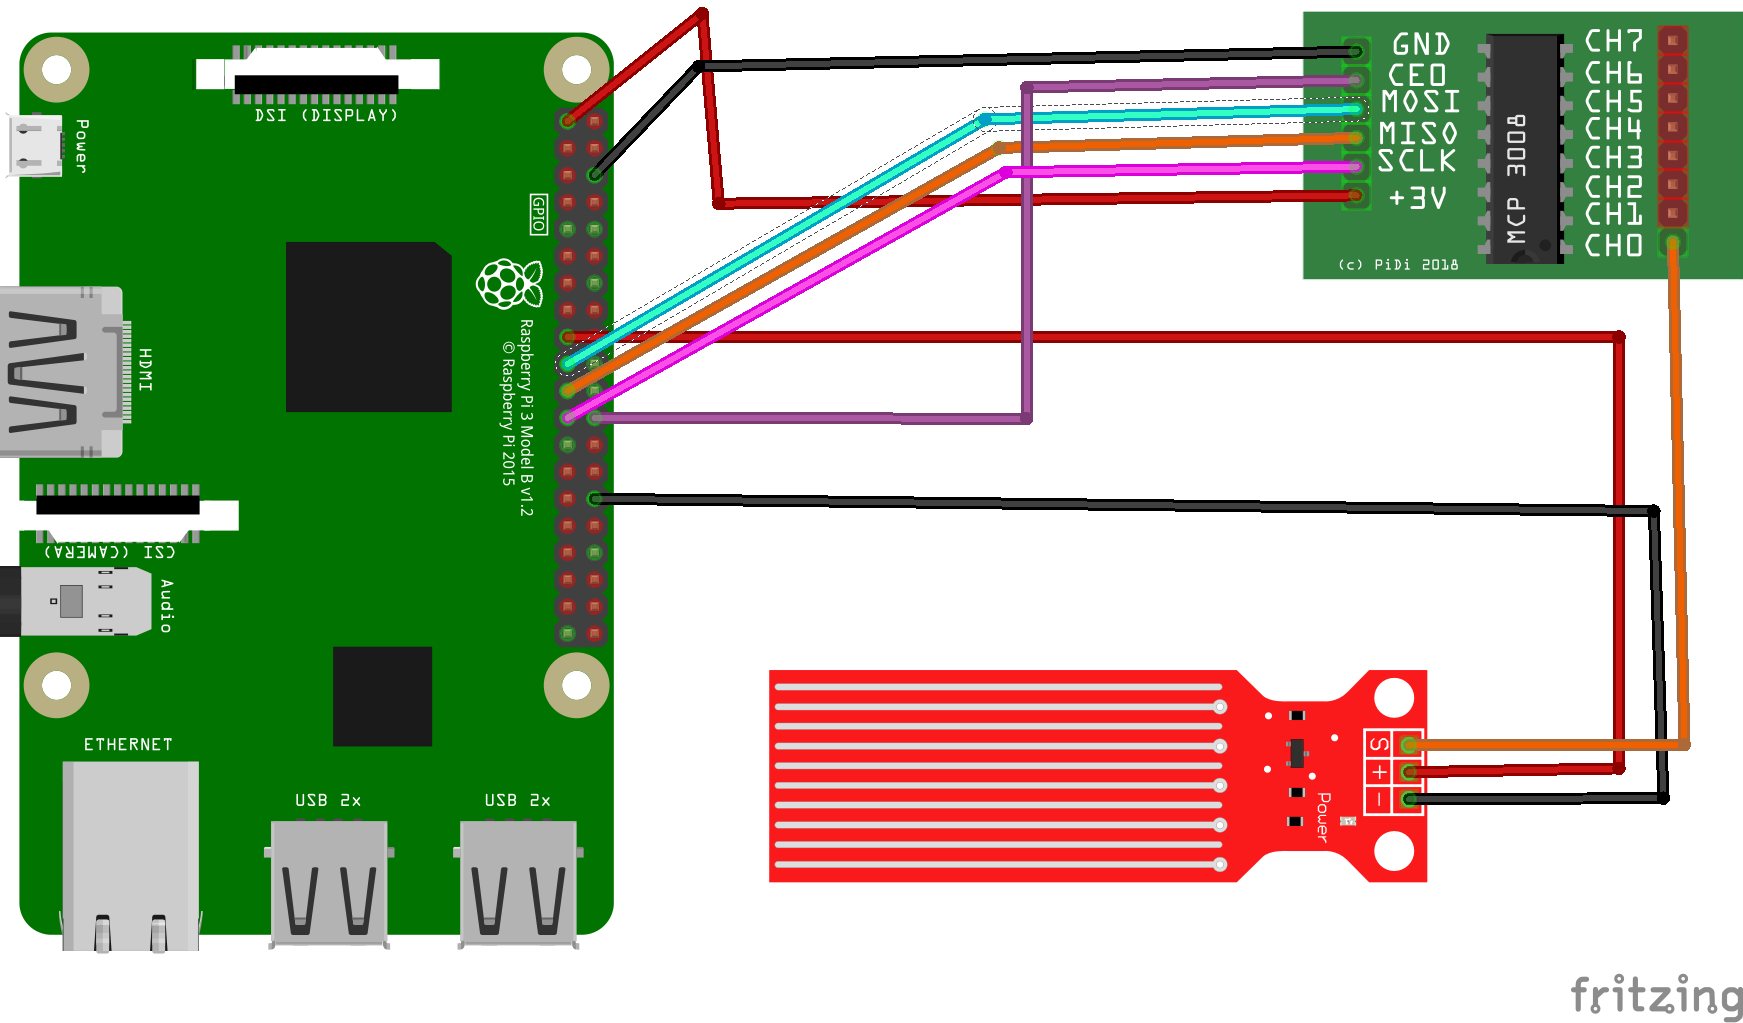 DSI (DISPLAY)
Power
GPIO
HDMI
Raspberry Pi 3 Model B v1.2
© Raspberry Pi 2015
CSI (CAMERA)
Audio
ETHERNET
USB 2x
USB 2x
GND
CE0
MOSI
MISO
SCLK
+3V
MCP 3008
CH7
CH6
CH5
CH4
CH3
CH2
CH1
CH0
(c) PiDi 2018
S
+
-
Power
fritzing